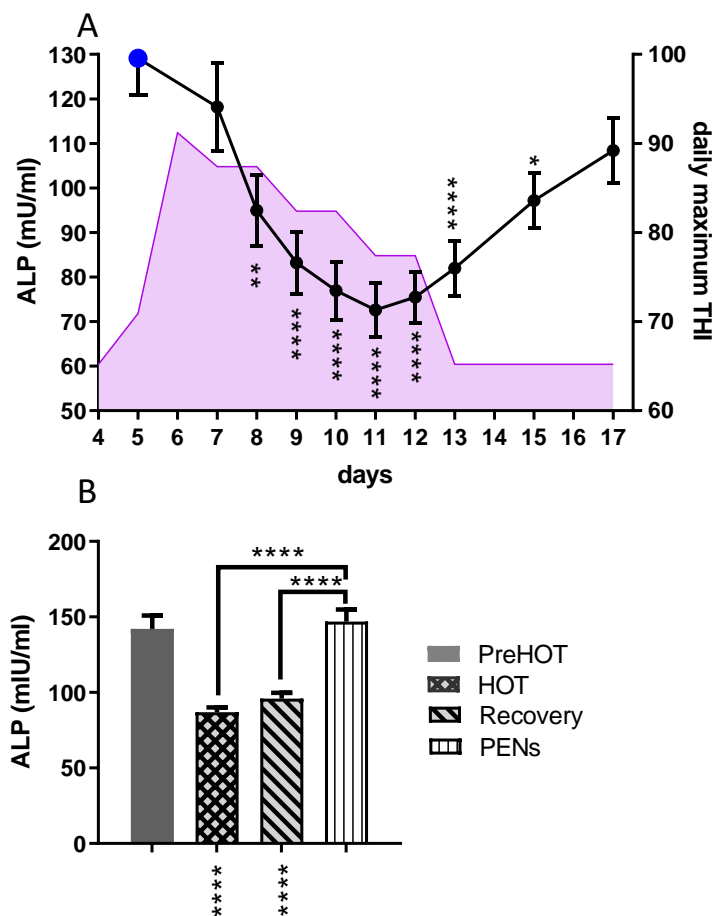 A
130
120
110
100
90
80
70
60
50
ALP (mU/ml)
100
90
80
70
60
daily maximum THI
**
****
****
****
****
****
*
4 5 6 7 8 9 10 11 12 13 14 15 16 17
days
B
200
150
100
50
0
ALP (mIU/ml)
****
****
****
****
PreHOT
HOT
Recovery
PENs